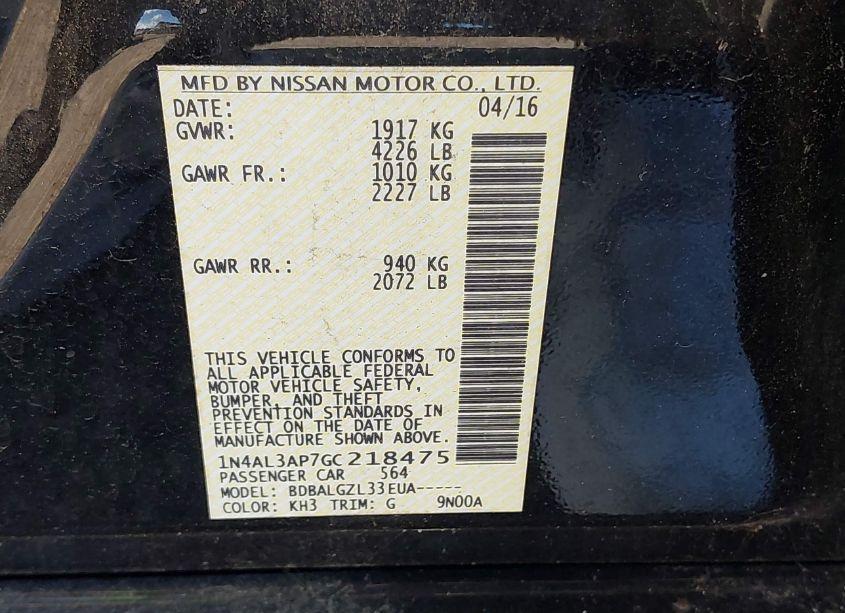 MFD BY NISSAN MOTOR CO., LTD.
DATE: 04/16
GVWR: 1917 KG
4226 LB
GAWR FR.: 1010 KG
2227 LB
GAWR RR.: 940 KG
2072 LB
THIS VEHICLE CONFORMS TO
ALL APPLICABLE FEDERAL
MOTOR VEHICLE SAFETY,
BUMPER, AND THEFT
PREVENTION STANDARDS IN
EFFECT ON THE DATE OF
MANUFACTURE SHOWN ABOVE.
1N4AL3AP7GC218475
PASSENGER CAR 564
MODEL: BDBALGZL33EUA-----
COLOR: KH3 TRIM: G 9N00A